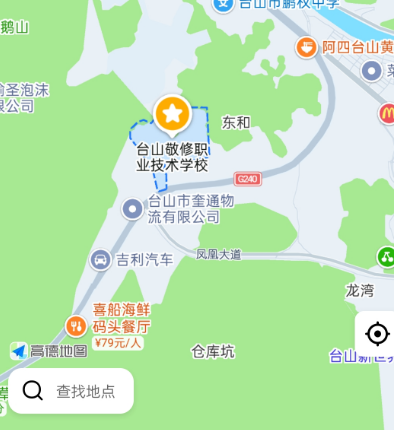 台山市鹏权中学
鹅山
阿四台山黄
菜
圣泡沫
限公司
东和
台山敬修职
业技术学校
G240
台山市奎通物
流有限公司
凤凰大道
吉利汽车
龙湾
喜船海鲜
码头餐厅
¥79元/人
高德地图
仓库坑
台山新世界
查找地点